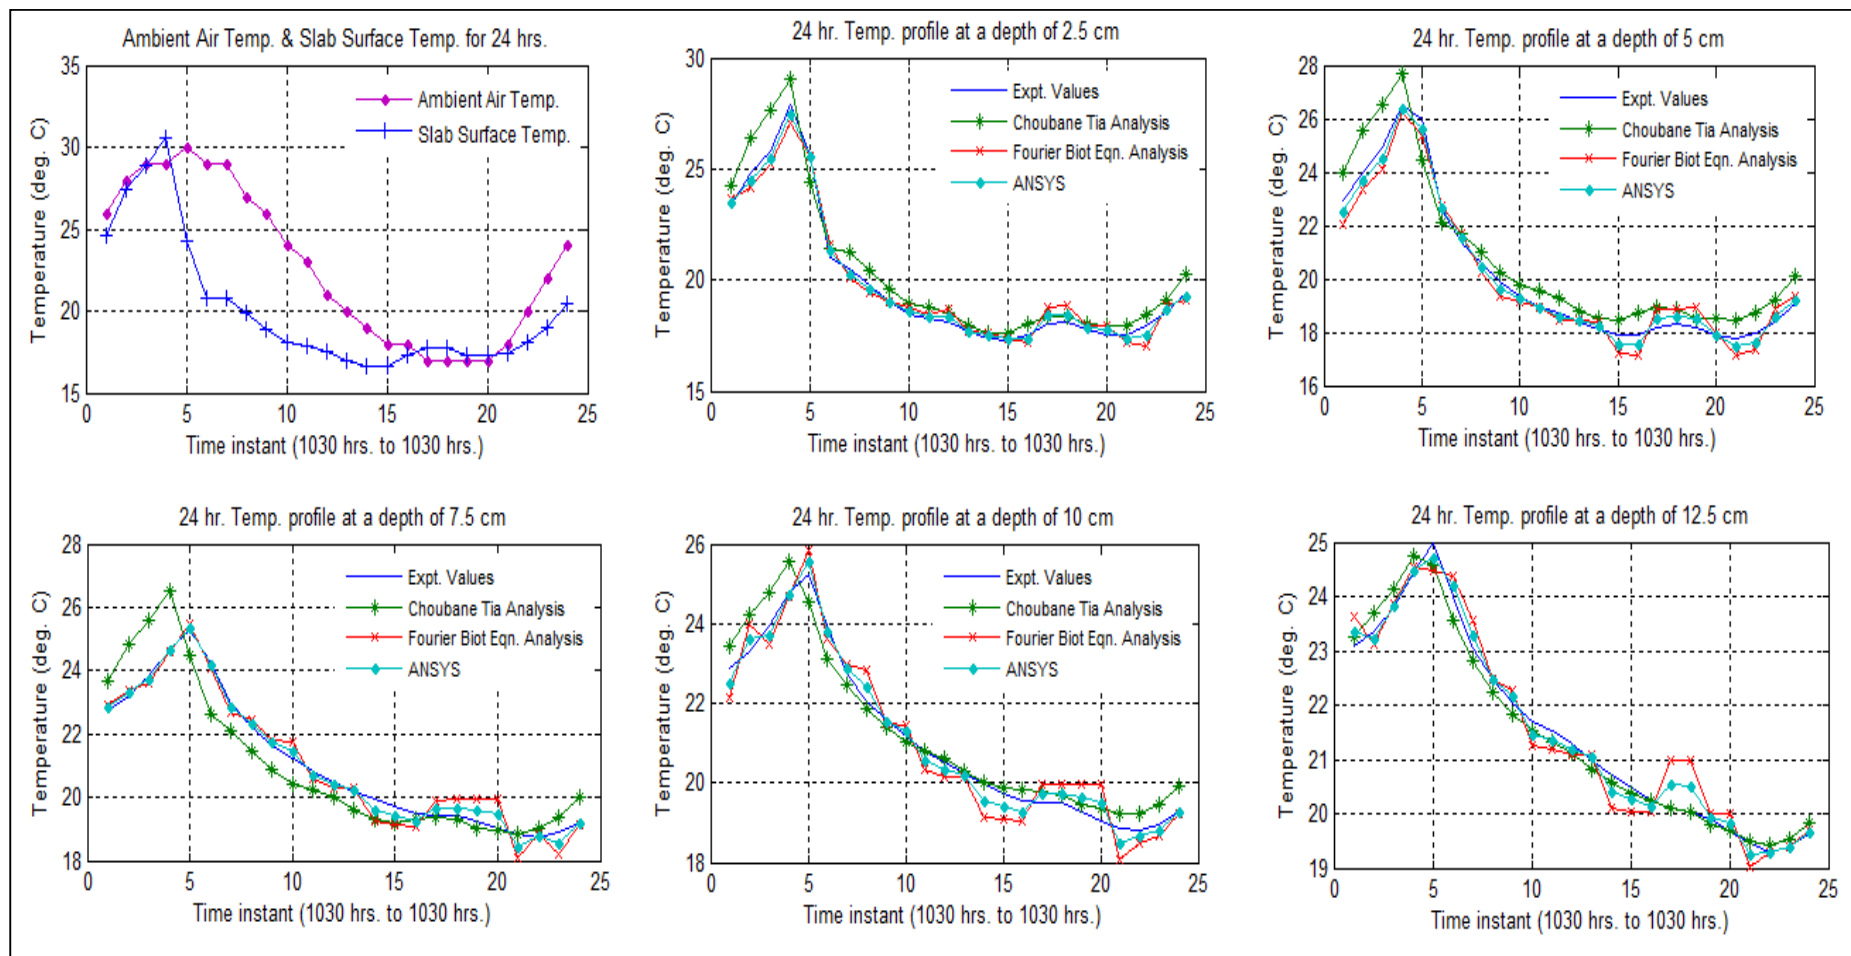 Ambient Air Temp. & Slab Surface Temp. for 24 hrs.
35
30
25
20
15
0
5
10
15
20
25
Temperature (deg. C)
Time instant (1030 hrs. to 1030 hrs.)
Ambient Air Temp.
Slab Surface Temp.
24 hr. Temp. profile at a depth of 2.5 cm
30
25
20
15
0
5
10
15
20
25
Temperature (deg. C)
Time instant (1030 hrs. to 1030 hrs.)
Expt. Values
Choubane Tia Analysis
Fourier Biot Eqn. Analysis
ANSYS
24 hr. Temp. profile at a depth of 5 cm
28
26
24
22
20
18
16
0
5
10
15
20
25
Temperature (deg. C)
Time instant (1030 hrs. to 1030 hrs.)
Expt. Values
Choubane Tia Analysis
Fourier Biot Eqn. Analysis
ANSYS
24 hr. Temp. profile at a depth of 7.5 cm
28
26
24
22
20
18
0
5
10
15
20
25
Temperature (deg. C)
Time instant (1030 hrs. to 1030 hrs.)
Expt. Values
Choubane Tia Analysis
Fourier Biot Eqn. Analysis
ANSYS
24 hr. Temp. profile at a depth of 10 cm
26
24
22
20
18
0
5
10
15
20
25
Temperature (deg. C)
Time instant (1030 hrs. to 1030 hrs.)
Expt. Values
Choubane Tia Analysis
Fourier Biot Eqn. Analysis
ANSYS
24 hr. Temp. profile at a depth of 12.5 cm
25
24
23
22
21
20
19
0
5
10
15
20
25
Temperature (deg. C)
Time instant (1030 hrs. to 1030 hrs.)
Expt. Values
Choubane Tia Analysis
Fourier Biot Eqn. Analysis
ANSYS